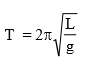 T = 2π√(L/g)